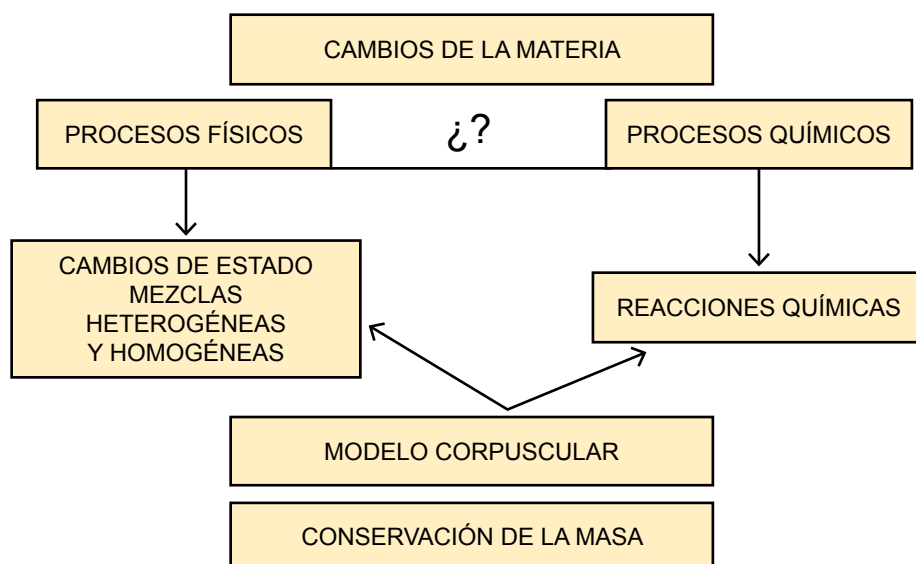 CAMBIOS DE LA MATERIA
PROCESOS FÍSICOS
¿?
PROCESOS QUÍMICOS
CAMBIOS DE ESTADO
MEZCLAS
HETEROGÉNEAS
Y HOMOGÉNEAS
REACCIONES QUÍMICAS
MODELO CORPUSCULAR
CONSERVACIÓN DE LA MASA